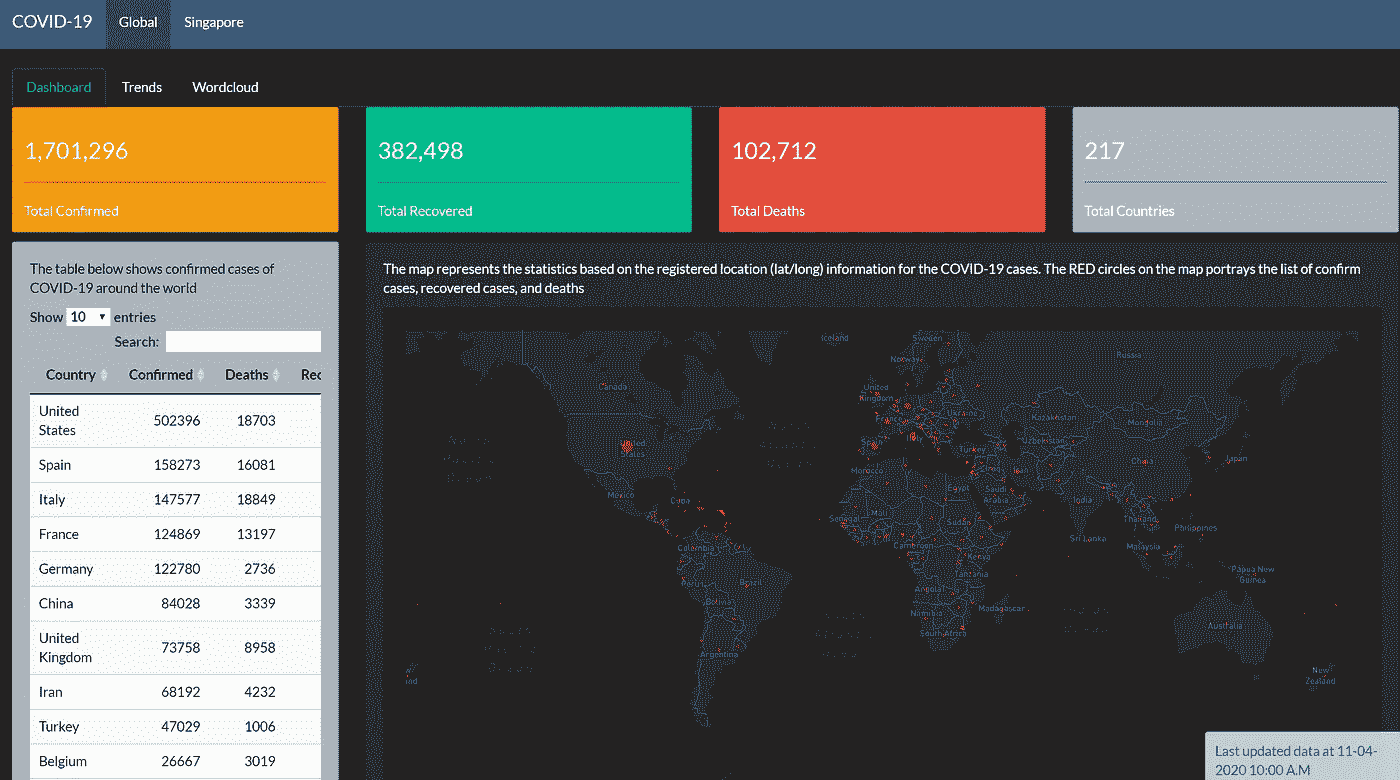 COVID-19 Global Singapore
Dashboard Trends Wordcloud
1,701,296
Total Confirmed
382,498
Total Recovered
102,712
Total Deaths
217
Total Countries
The table below shows confirmed cases of
COVID-19 around the world
Show 10 entries
Search:
Country Confirmed Deaths Rec
United
States 502396 18703
Spain 158273 16081
Italy 147577 18849
France 124869 13197
Germany 122780 2736
China 84028 3339
United
Kingdom 73758 8958
Iran 68192 4232
Turkey 47029 1006
Belgium 26667 3019
The map represents the statistics based on the registered location (lat/long) information for the COVID-19 cases. The RED circles on the map portrays the list of confirm
cases, recovered cases, and deaths
Iceland
Sweden
Norway
Russia
Canada
United
Kingdom
France
Ukraine
Kazakhstan
Mongolia
United
States
Spain
Italy
Turkey
Uzbekistan
China
Japan
Morocco
Iraq
Iran
Mexico
Cuba
Egypt
Saudi
Arabia
India
Senegal
Mali
Sudan
Thailand
Philippines
Sri Lanka
Colombia
Cameroon
Kenya
Malaysia
Peru
Brazil
Tanzania
Papua New
Guinea
Bolivia
Angola
Namibia
Madagascar
South Africa
Australia
Argentina
New
Zealand
ind
Last updated data at 11-04-
2020 10:00 A.M